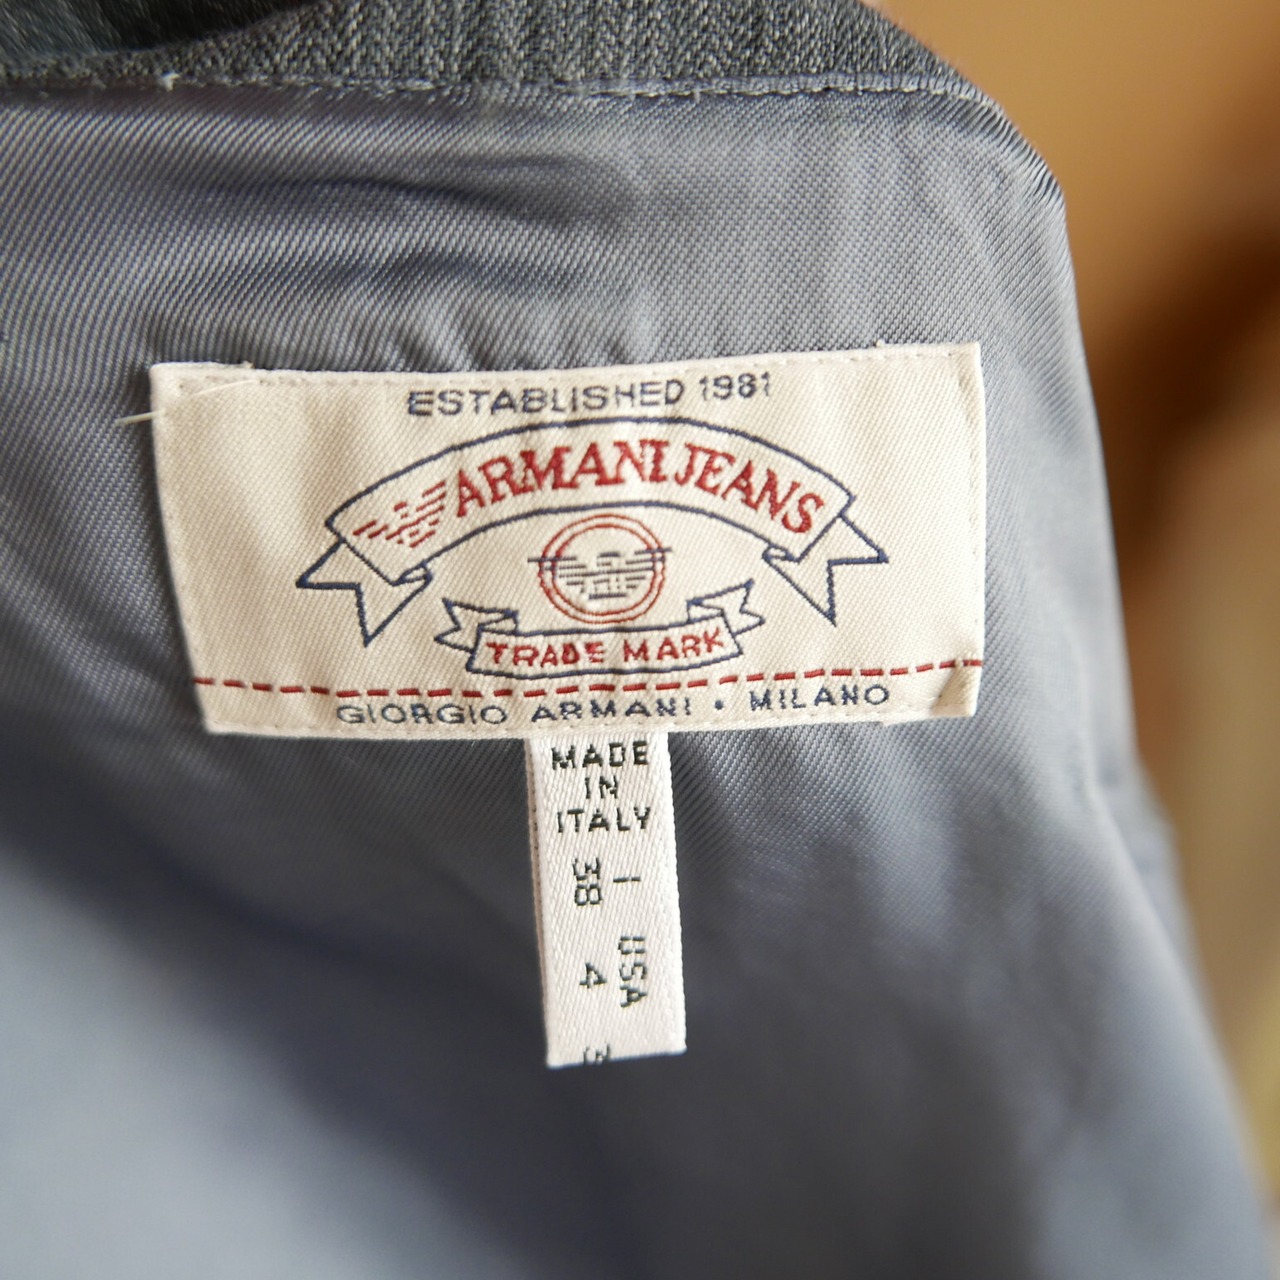 ESTABLISHED 1981
ARMANI JEANS
TRADE MARK
GIORGIO ARMANI • MILANO
MADE
IN
ITALY
I
38
USA
4